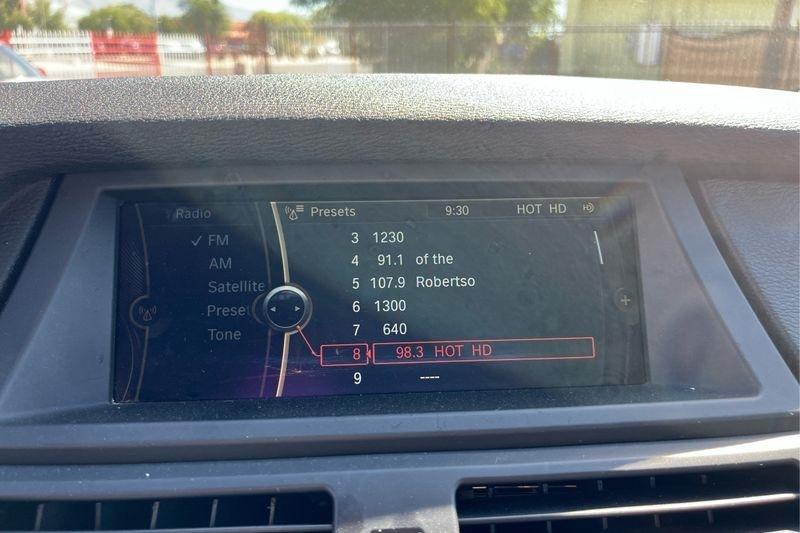 Radio
✓ FM
AM
Satellite
Preset
Tone
Presets 9:30 HOT HD HD
3 1230
4 91.1 of the
5 107.9 Robertso
6 1300
7 640
8 98.3 HOT HD
9 ----